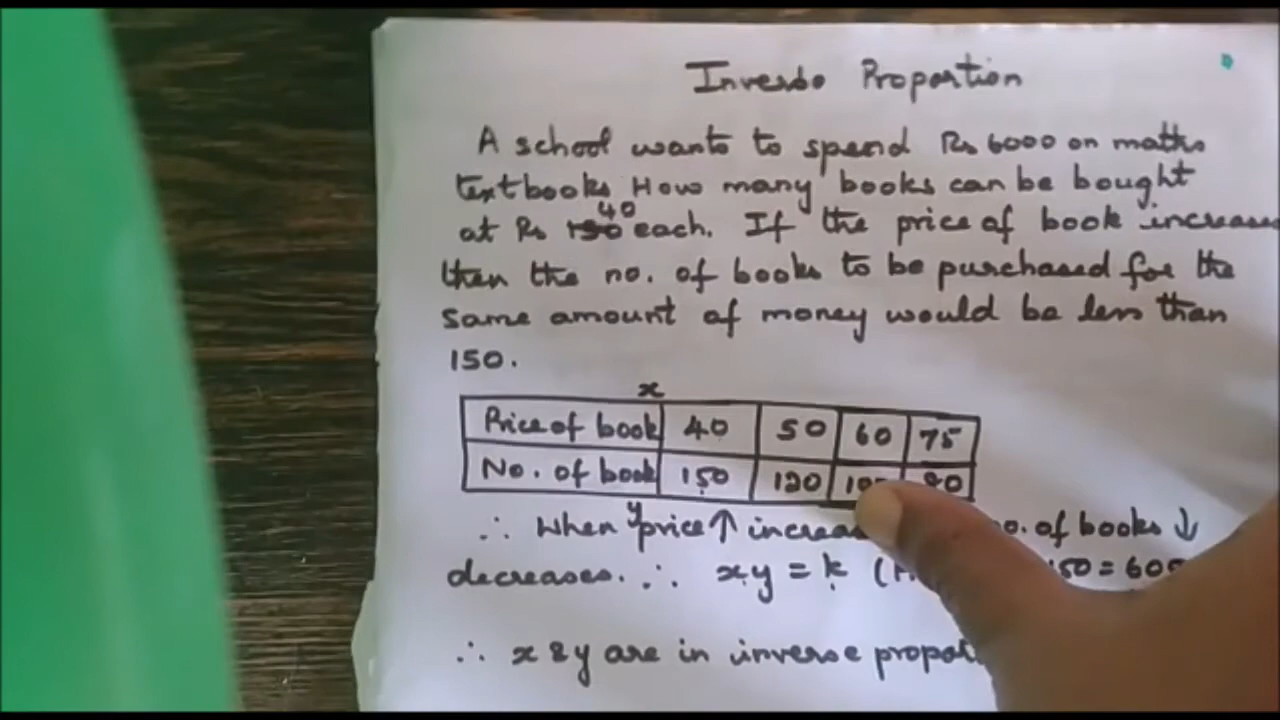 Inverse Proportion
A school wants to spend Rs 6000 on maths
textbooks. How many books can be bought
at Rs 40 each. If the price of book increase
then the no. of books to be purchased for the
same amount of money would be less than
150.
x
Price of book 40 50 60 75
No. of book 150 120 80
y
∴ When price ↑ increas no. of books ↓
decreases. ∴ xy = k 150 = 600
∴ x & y are in inverse propor